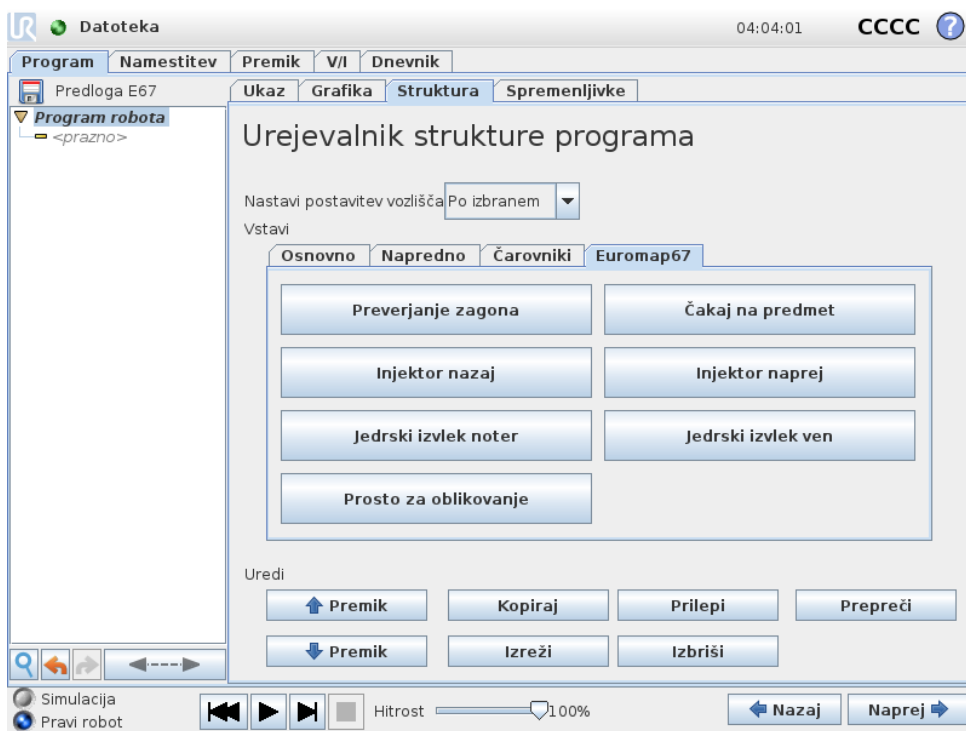 UR Datoteka 04:04:01 CCCC ?
Program Namestitev Premik V/I Dnevnik
Predloga E67
Ukaz Grafika Struktura Spremenljivke
Program robota
<prazno>
Urejevalnik strukture programa
Nastavi postavitev vozlišča Po izbranem
Vstavi
Osnovno Napredno Čarovniki Euromap67
Preverjanje zagona Čakaj na predmet
Injektor nazaj Injektor naprej
Jedrski izvlek noter Jedrski izvlek ven
Prosto za oblikovanje
Uredi
Premik Kopiraj Prilepi Prepreči
Premik Izreži Izbriši
Simulacija
Pravi robot
Hitrost 100%
Nazaj Naprej